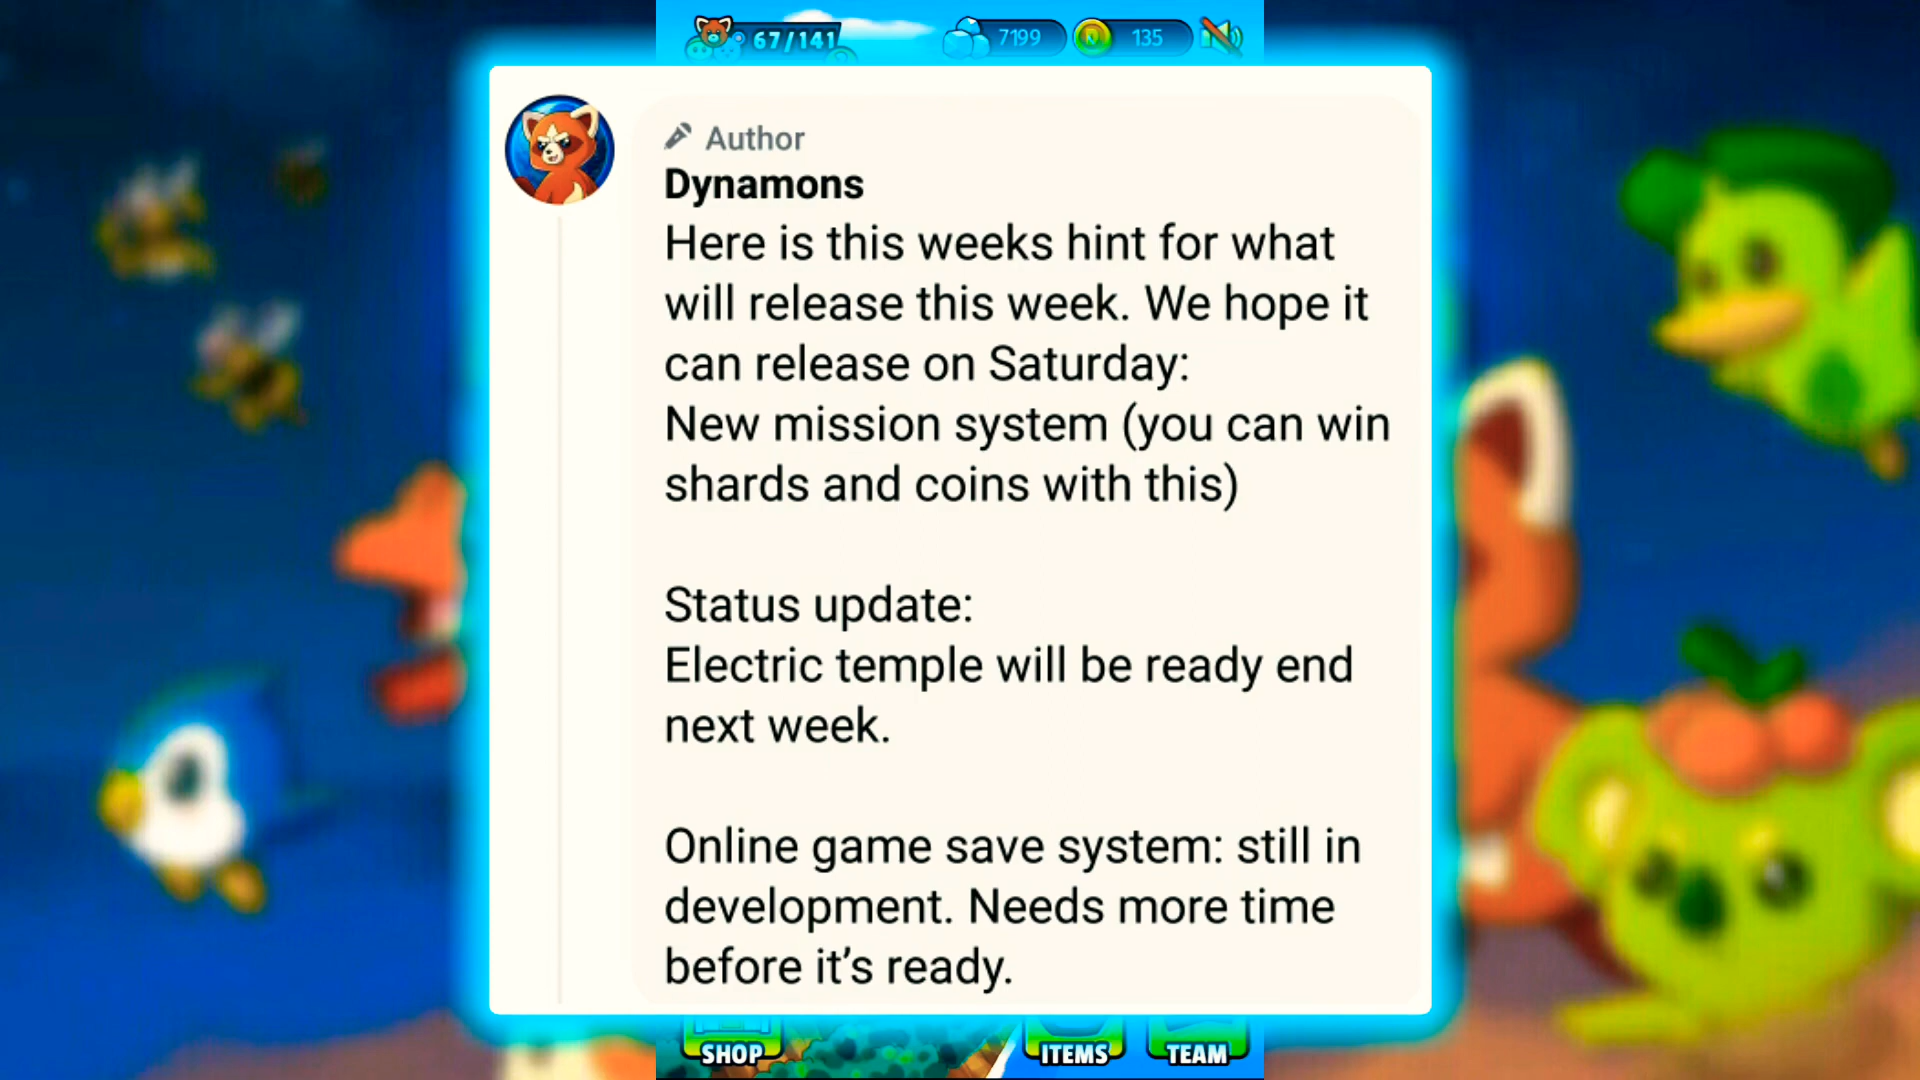 67/141 7199 135
Author
Dynamons
Here is this weeks hint for what
will release this week. We hope it
can release on Saturday:
New mission system (you can win
shards and coins with this)
Status update:
Electric temple will be ready end
next week.
Online game save system: still in
development. Needs more time
before it’s ready.
SHOP ITEMS TEAM